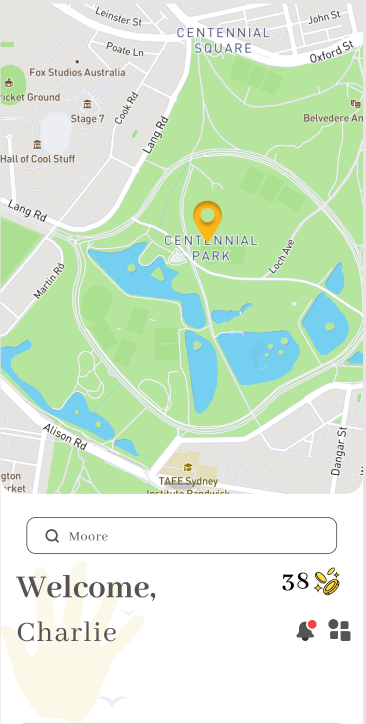 Leinster St
John St
CENTENNIAL
SQUARE
Poate Ln
Oxford St
Fox Studios Australia
ricket Ground
Cook Rd
Belvedere An
Stage 7
Lang Rd
Hall of Cool Stuff
Lang Rd
CENTENNIAL
PARK
Loch Ave
Martin Rd
Alison Rd
Dangar St
gton
rket
TAFE Sydney
Institute Randwick
Moore
Welcome,
38
Charlie